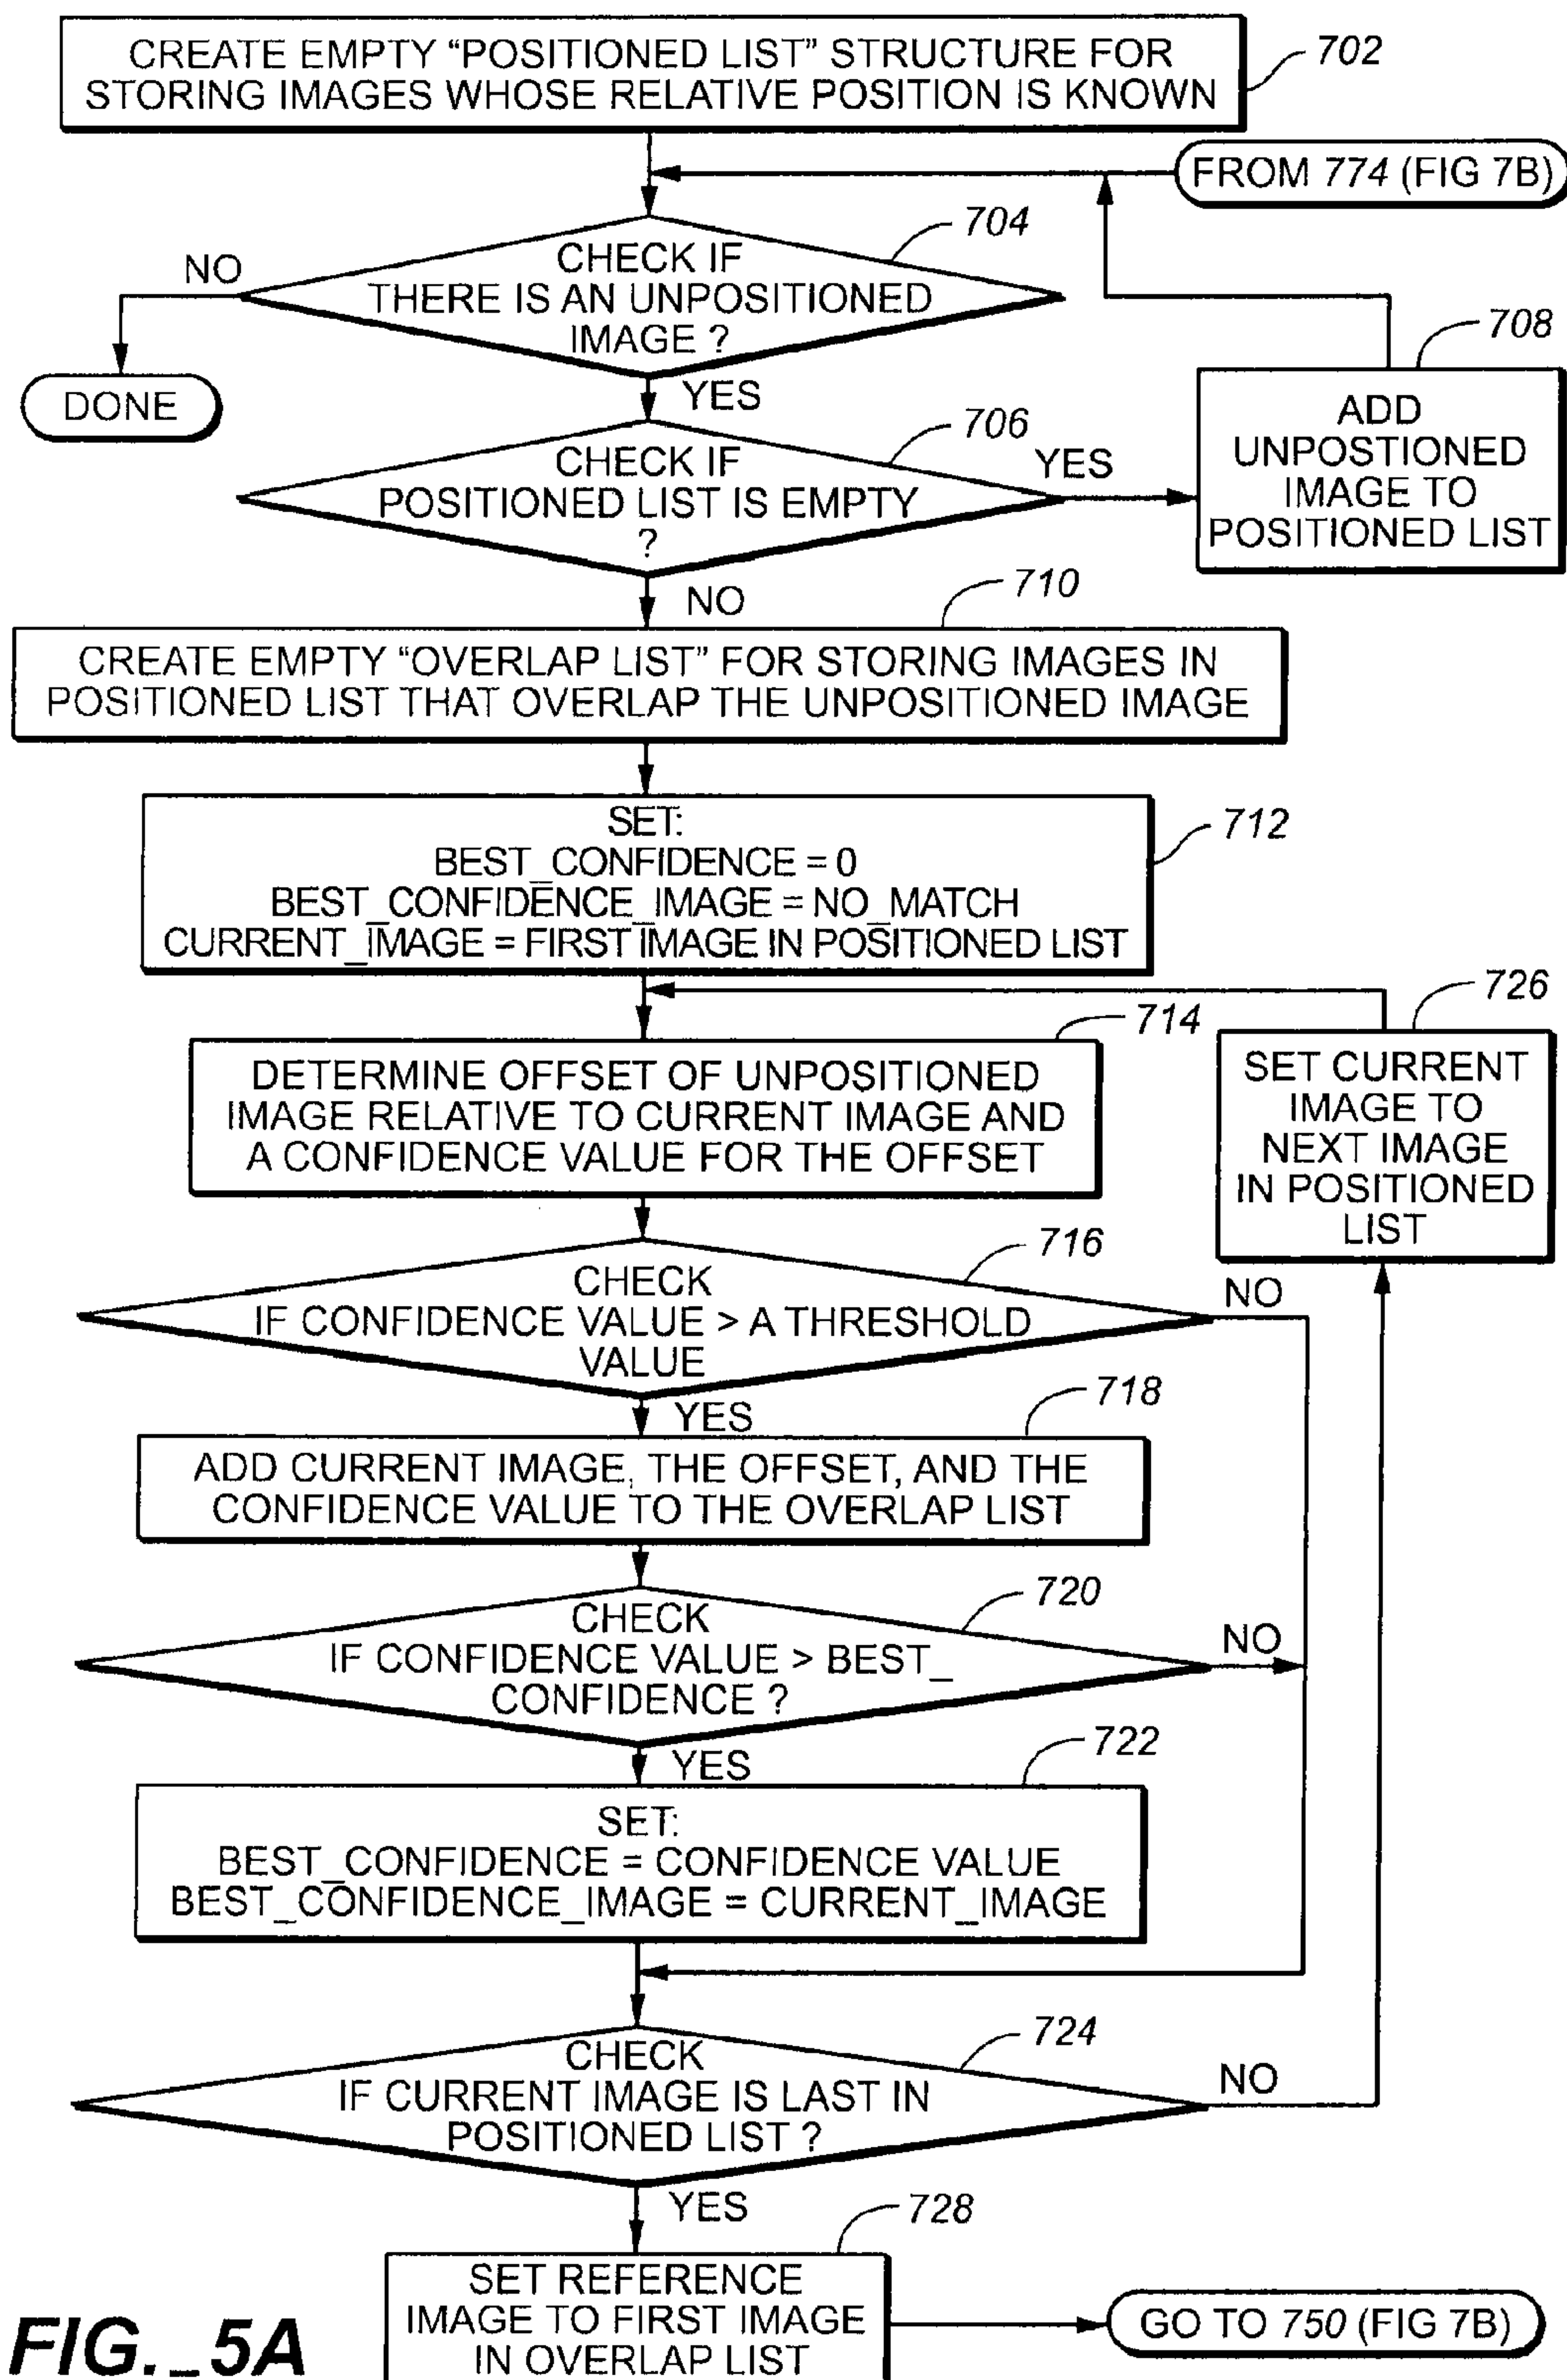 CREATE EMPTY “POSITIONED LIST” STRUCTURE FOR
STORING IMAGES WHOSE RELATIVE POSITION IS KNOWN
702
FROM 774 (FIG 7B)
704
NO
CHECK IF
THERE IS AN UNPOSITIONED
IMAGE ?
DONE
YES
708
ADD
UNPOSTIONED
IMAGE TO
POSITIONED LIST
706
CHECK IF
POSITIONED LIST IS EMPTY
?
YES
NO
710
CREATE EMPTY “OVERLAP LIST” FOR STORING IMAGES IN
POSITIONED LIST THAT OVERLAP THE UNPOSITIONED IMAGE
712
SET:
BEST_CONFIDENCE = 0
BEST_CONFIDENCE_IMAGE = NO_MATCH
CURRENT_IMAGE = FIRST IMAGE IN POSITIONED LIST
726
SET CURRENT
IMAGE TO
NEXT IMAGE
IN POSITIONED
LIST
714
DETERMINE OFFSET OF UNPOSITIONED
IMAGE RELATIVE TO CURRENT IMAGE AND
A CONFIDENCE VALUE FOR THE OFFSET
716
CHECK
IF CONFIDENCE VALUE > A THRESHOLD
VALUE
NO
YES
718
ADD CURRENT IMAGE, THE OFFSET, AND THE
CONFIDENCE VALUE TO THE OVERLAP LIST
720
CHECK
IF CONFIDENCE VALUE > BEST_
CONFIDENCE ?
NO
YES
722
SET:
BEST_CONFIDENCE = CONFIDENCE VALUE
BEST_CONFIDENCE_IMAGE = CURRENT_IMAGE
724
CHECK
IF CURRENT IMAGE IS LAST IN
POSITIONED LIST ?
NO
YES
728
SET REFERENCE
IMAGE TO FIRST IMAGE
IN OVERLAP LIST
GO TO 750 (FIG 7B)
FIG._5A